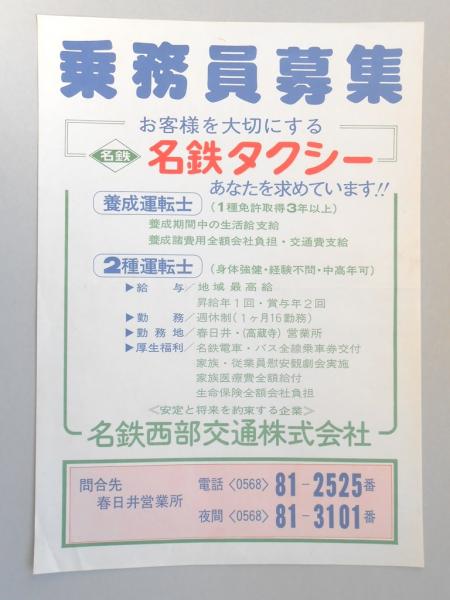 乗務員募集
お客様を大切にする
名鉄 名鉄タクシー
あなたを求めています!!
養成運転士 (1種免許取得3年以上)
養成期間中の生活給支給
養成諸費用全額会社負担・交通費支給
2種運転士 (身体強健・経験不問・中高年可)
▶給与/地域最高給
昇給年1回・賞与年2回
▶勤務/週休制(1ヶ月16勤務)
▶勤務地/春日井・(高蔵寺)営業所
▶厚生福利/名鉄電車・バス全線乗車券交付
家族・従業員慰安観劇会実施
家族医療費全額給付
生命保険全額会社負担
<安定と将来を約束する企業>
名鉄西部交通株式会社
問合先
春日井営業所
電話<0568>81-2525番
夜間<0568>81-3101番